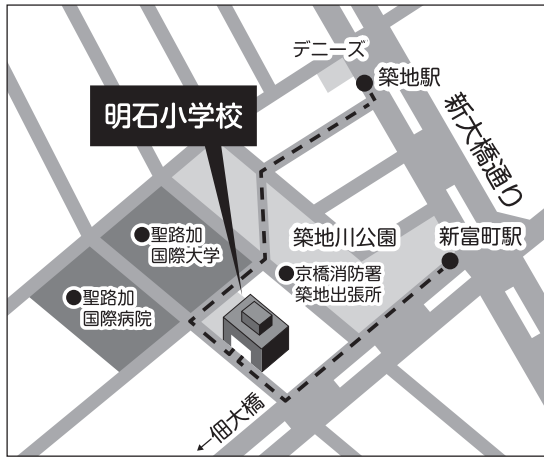 デニーズ
築地駅
明石小学校
新大橋通り
聖路加
国際大学
築地川公園
新富町駅
京橋消防署
築地出張所
聖路加
国際病院
←佃大橋